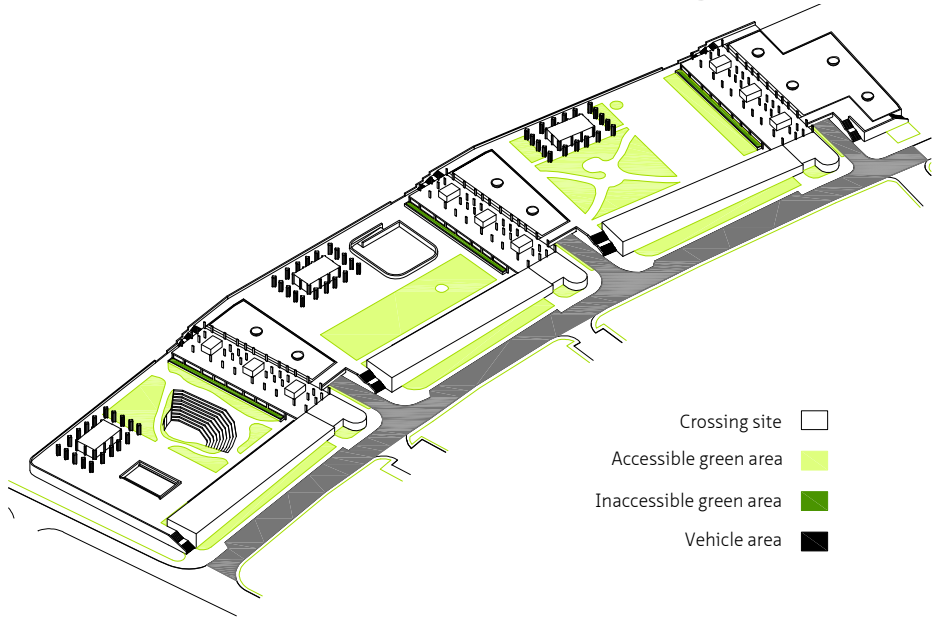 Crossing site
Accessible green area
Inaccessible green area
Vehicle area